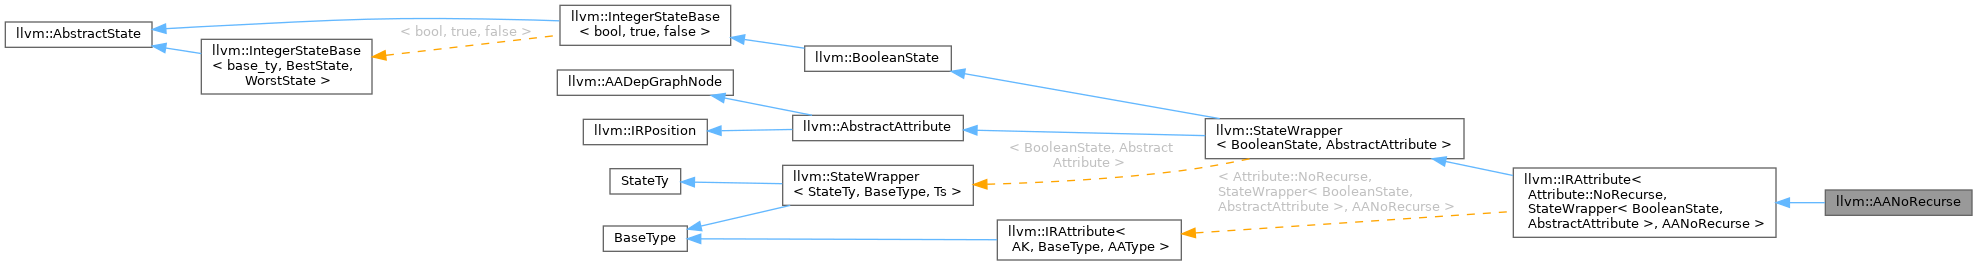 llvm::AbstractState
llvm::IntegerStateBase
< base_ty, BestState,
WorstState >
< bool, true, false >
llvm::IntegerStateBase
< bool, true, false >
llvm::AADepGraphNode
llvm::IRPosition
StateTy
BaseType
llvm::BooleanState
llvm::AbstractAttribute
llvm::StateWrapper
< StateTy, BaseType, Ts >
llvm::IRAttribute<
AK, BaseType, AAType >
< BooleanState, Abstract
Attribute >
llvm::StateWrapper
< BooleanState, AbstractAttribute >
< Attribute::NoRecurse,
StateWrapper< BooleanState,
AbstractAttribute >, AANoRecurse >
llvm::IRAttribute<
Attribute::NoRecurse,
StateWrapper< BooleanState,
AbstractAttribute >, AANoRecurse >
llvm::AANoRecurse